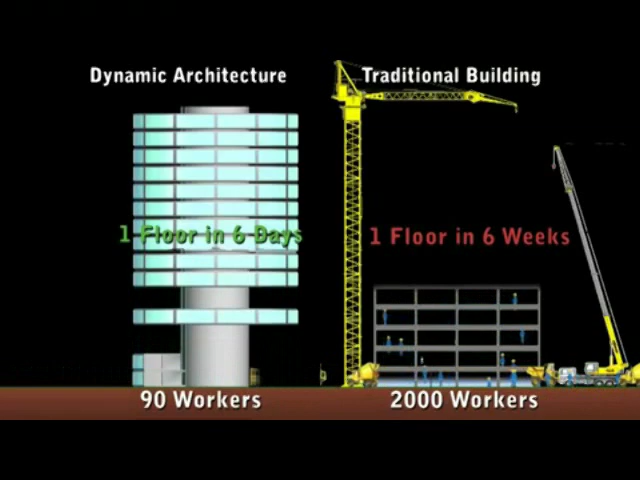 Dynamic Architecture
Traditional Building
1 Floor in 6 Days
1 Floor in 6 Weeks
90 Workers
2000 Workers